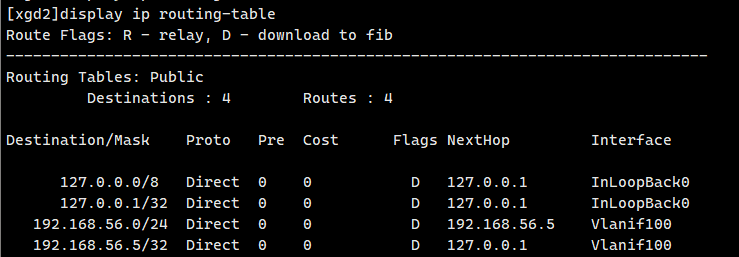 [xgd2]display ip routing-table
Route Flags: R - relay, D - download to fib
------------------------------------------------------------------------------
Routing Tables: Public
         Destinations : 4        Routes : 4

Destination/Mask    Proto   Pre  Cost      Flags NextHop         Interface

      127.0.0.0/8   Direct  0    0           D   127.0.0.1       InLoopBack0
      127.0.0.1/32  Direct  0    0           D   127.0.0.1       InLoopBack0
   192.168.56.0/24  Direct  0    0           D   192.168.56.5    Vlanif100
   192.168.56.5/32  Direct  0    0           D   127.0.0.1       Vlanif100